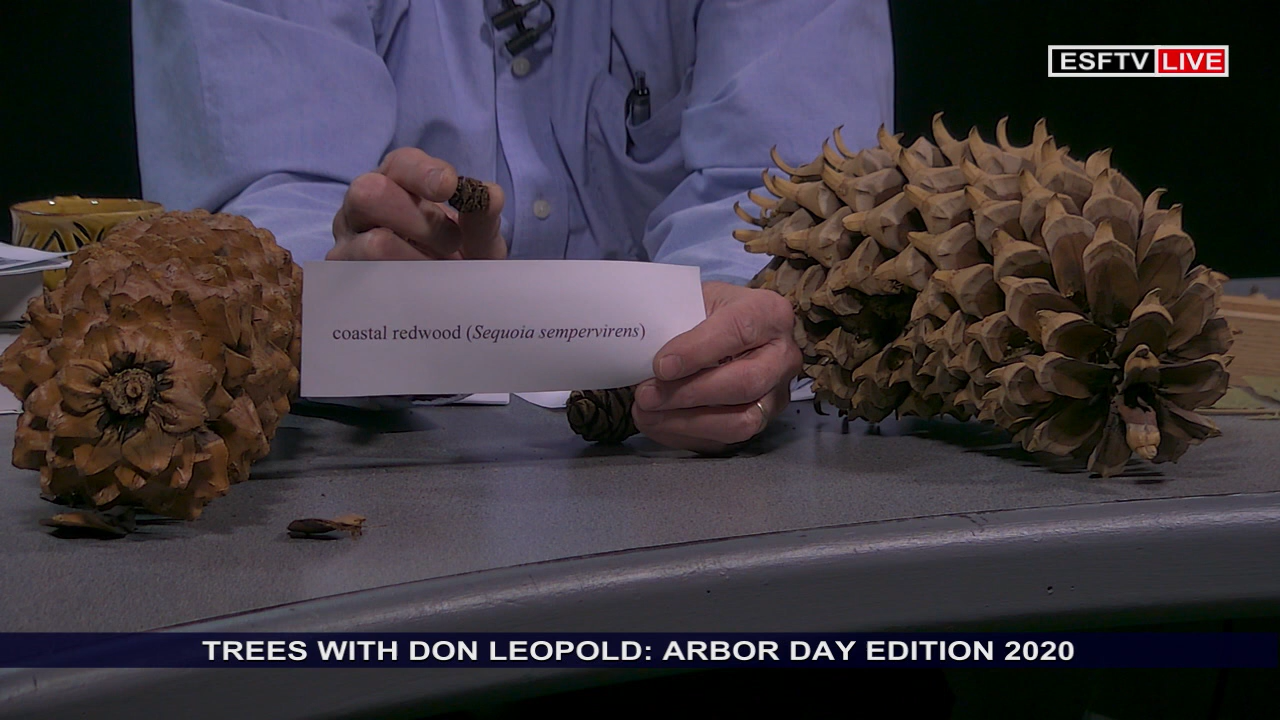 ESFTV LIVE
coastal redwood (Sequoia sempervirens)
TREES WITH DON LEOPOLD: ARBOR DAY EDITION 2020